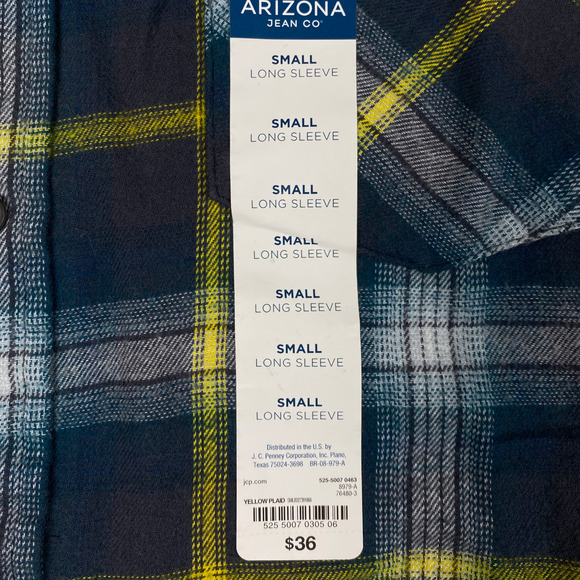 ARIZONA
JEAN CO
SMALL
LONG SLEEVE
SMALL
LONG SLEEVE
SMALL
LONG SLEEVE
SMALL
LONG SLEEVE
SMALL
LONG SLEEVE
SMALL
LONG SLEEVE
SMALL
LONG SLEEVE
Distributed in the U.S. by
J. C. Penney Corporation, Inc. Plano,
Texas 75024-3698 BR-08-979-A
jcp.com 525-5007 0463
8979-A
76480-3
YELLOW PLAID
525 5007 0305 06
$36